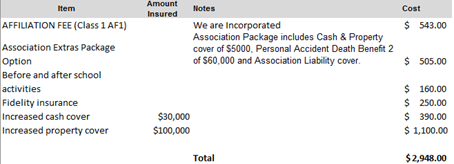 Item Amount Insured Notes Cost
AFFILIATION FEE (Class 1 AF1) We are Incorporated $ 543.00
Association Package includes Cash & Property
Association Extras Package cover of $5000, Personal Accident Death Benefit 2
Option of $60,000 and Association Liability cover. $ 505.00
Before and after school
activities $ 160.00
Fidelity insurance $ 250.00
Increased cash cover $30,000 $ 390.00
Increased property cover $100,000 $ 1,100.00
Total $2,948.00